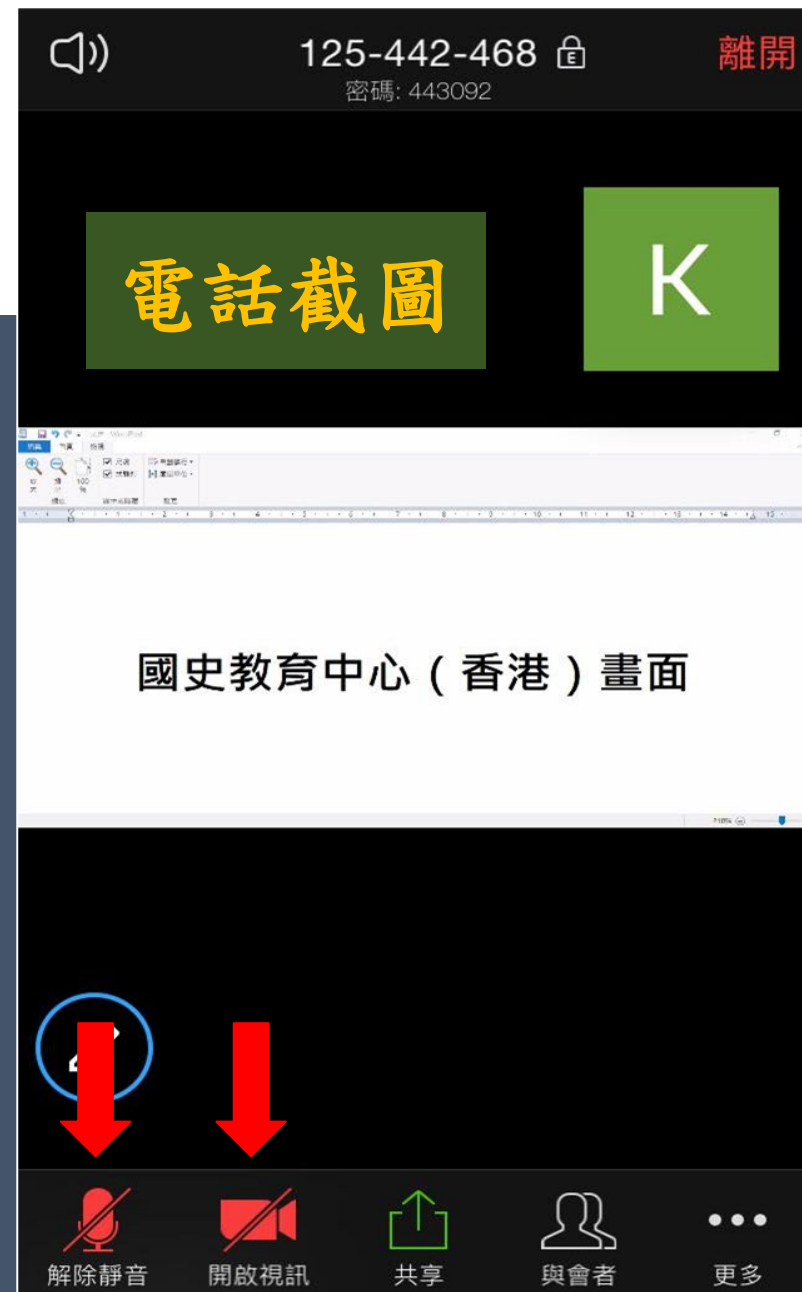 125-442-468
離開
密碼: 443092
電話截圖
K
100
國史教育中心（香港）畫面
解除靜音
開啟視訊
共享
與會者
更多